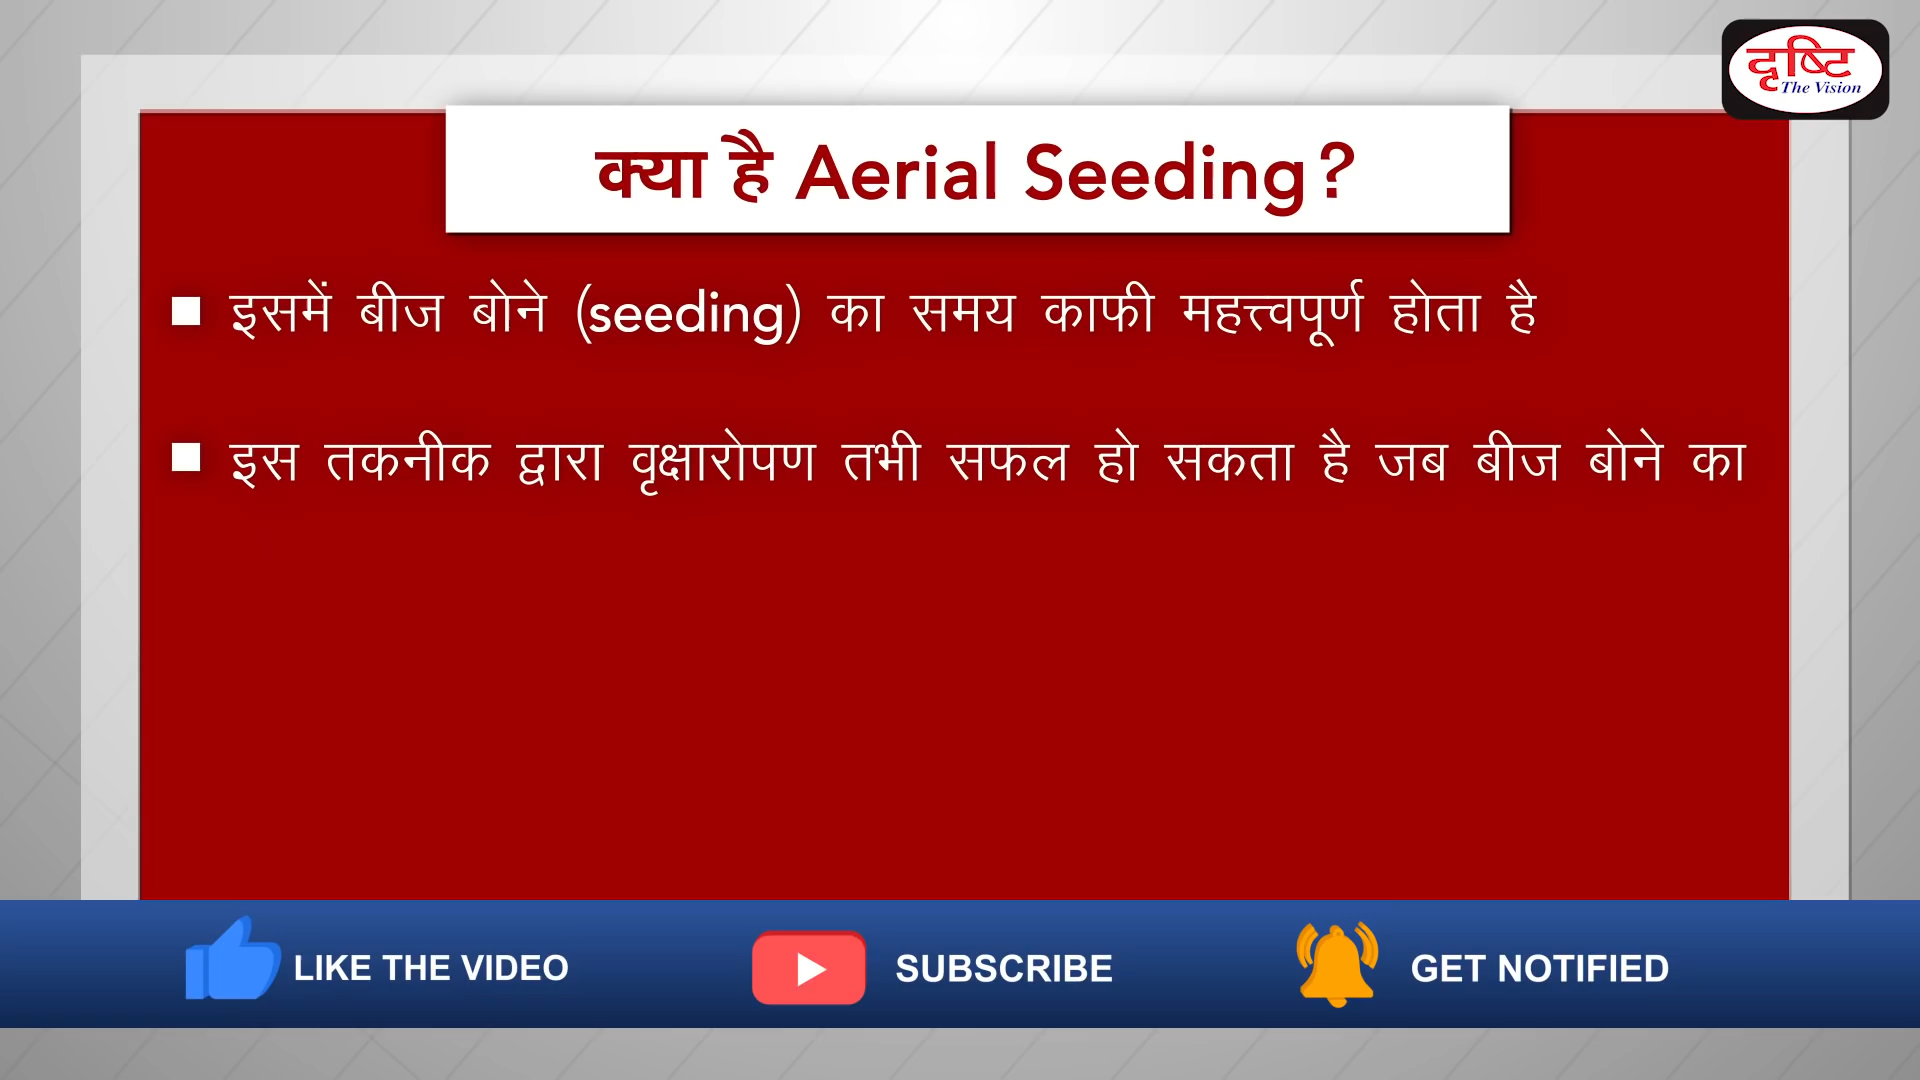 दृष्टि
The Vision
क्या है Aerial Seeding?
■ इसमें बीज बोने (seeding) का समय काफी महत्त्वपूर्ण होता है
■ इस तकनीक द्वारा वृक्षारोपण तभी सफल हो सकता है जब बीज बोने का
LIKE THE VIDEO
SUBSCRIBE
GET NOTIFIED